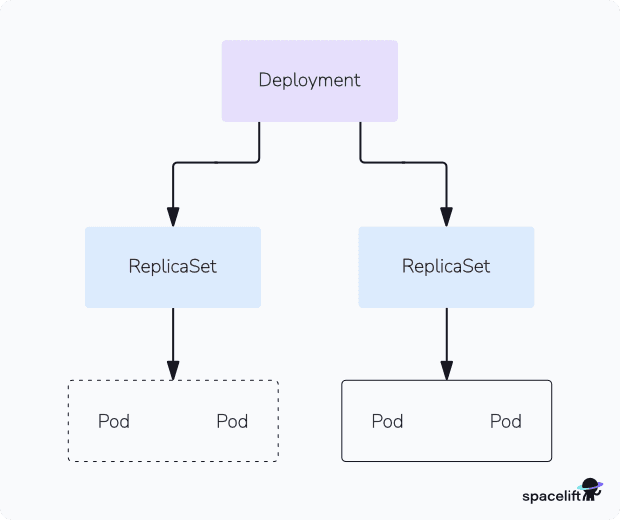 Deployment
ReplicaSet
ReplicaSet
Pod
Pod
Pod
Pod
spacelift